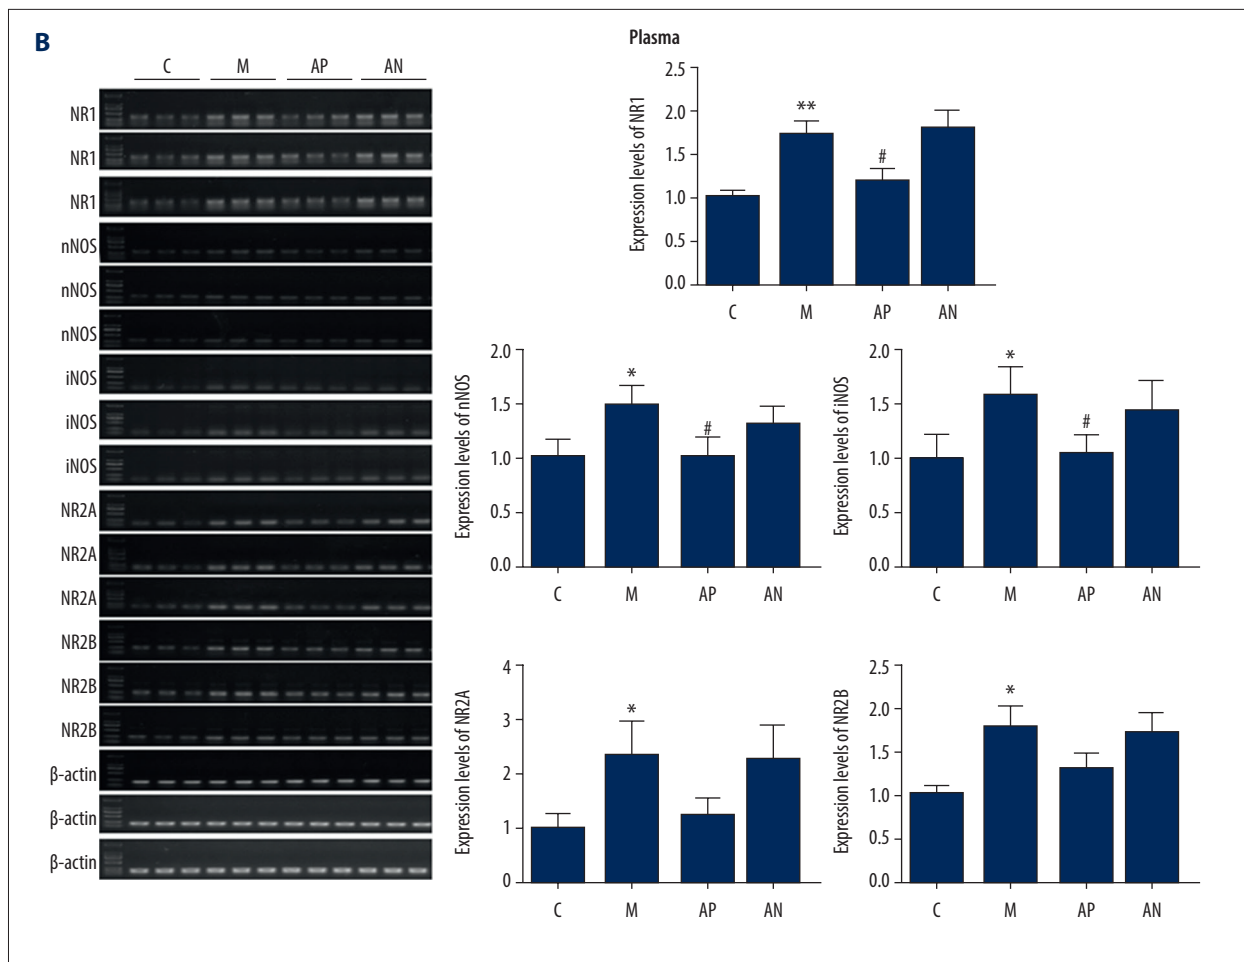 B
C M AP AN
NR1
NR1
NR1
nNOS
nNOS
nNOS
iNOS
iNOS
iNOS
NR2A
NR2A
NR2A
NR2B
NR2B
NR2B
β-actin
β-actin
β-actin
Plasma
Expression levels of NR1
2.5
2.0
1.5
1.0
0.5
0.0
**
#
C M AP AN
Expression levels of nNOS
2.0
1.5
1.0
0.5
0.0
*
#
C M AP AN
Expression levels of iNOS
2.0
1.5
1.0
0.5
0.0
*
#
C M AP AN
Expression levels of NR2A
4
3
2
1
0
*
C M AP AN
Expression levels of NR2B
2.5
2.0
1.5
1.0
0.5
0.0
*
C M AP AN